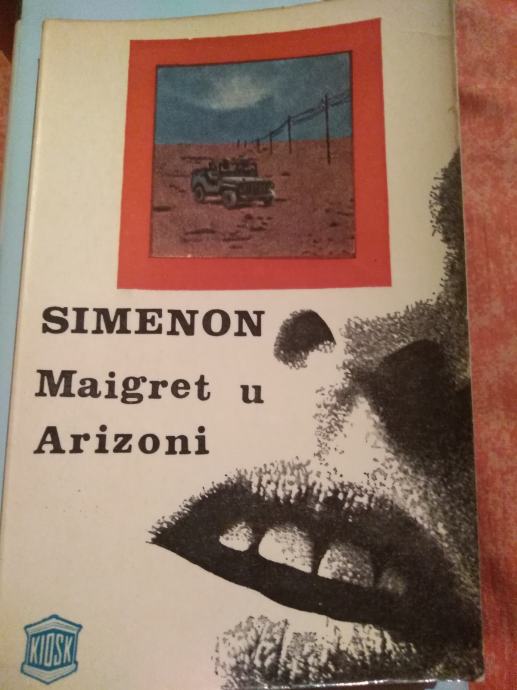 SIMENON
Maigret u
Arizoni
KIOSK